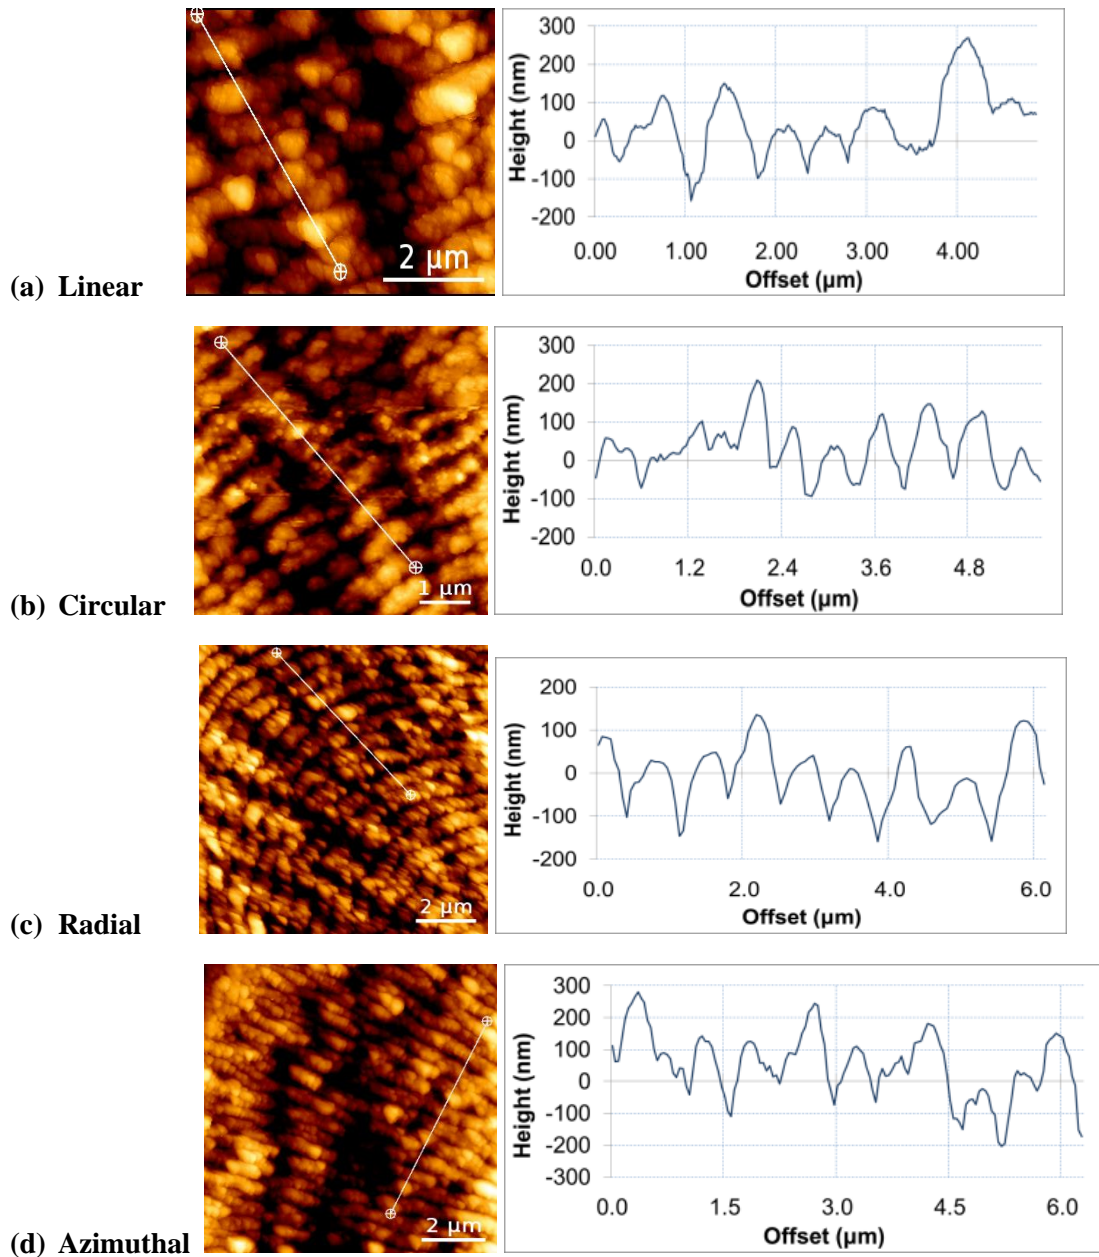 300
200
100
0
-100
-200
Height (nm)
0.00 1.00 2.00 3.00 4.00
Offset (µm)
2 µm
(a) Linear
300
200
100
0
-100
-200
Height (nm)
0.0 1.2 2.4 3.6 4.8
Offset (µm)
1 µm
(b) Circular
200
100
0
-100
-200
Height (nm)
0.0 2.0 4.0 6.0
Offset (µm)
2 µm
(c) Radial
300
200
100
0
-100
-200
-300
Height (nm)
0.0 1.5 3.0 4.5 6.0
Offset (µm)
2 µm
(d) Azimuthal